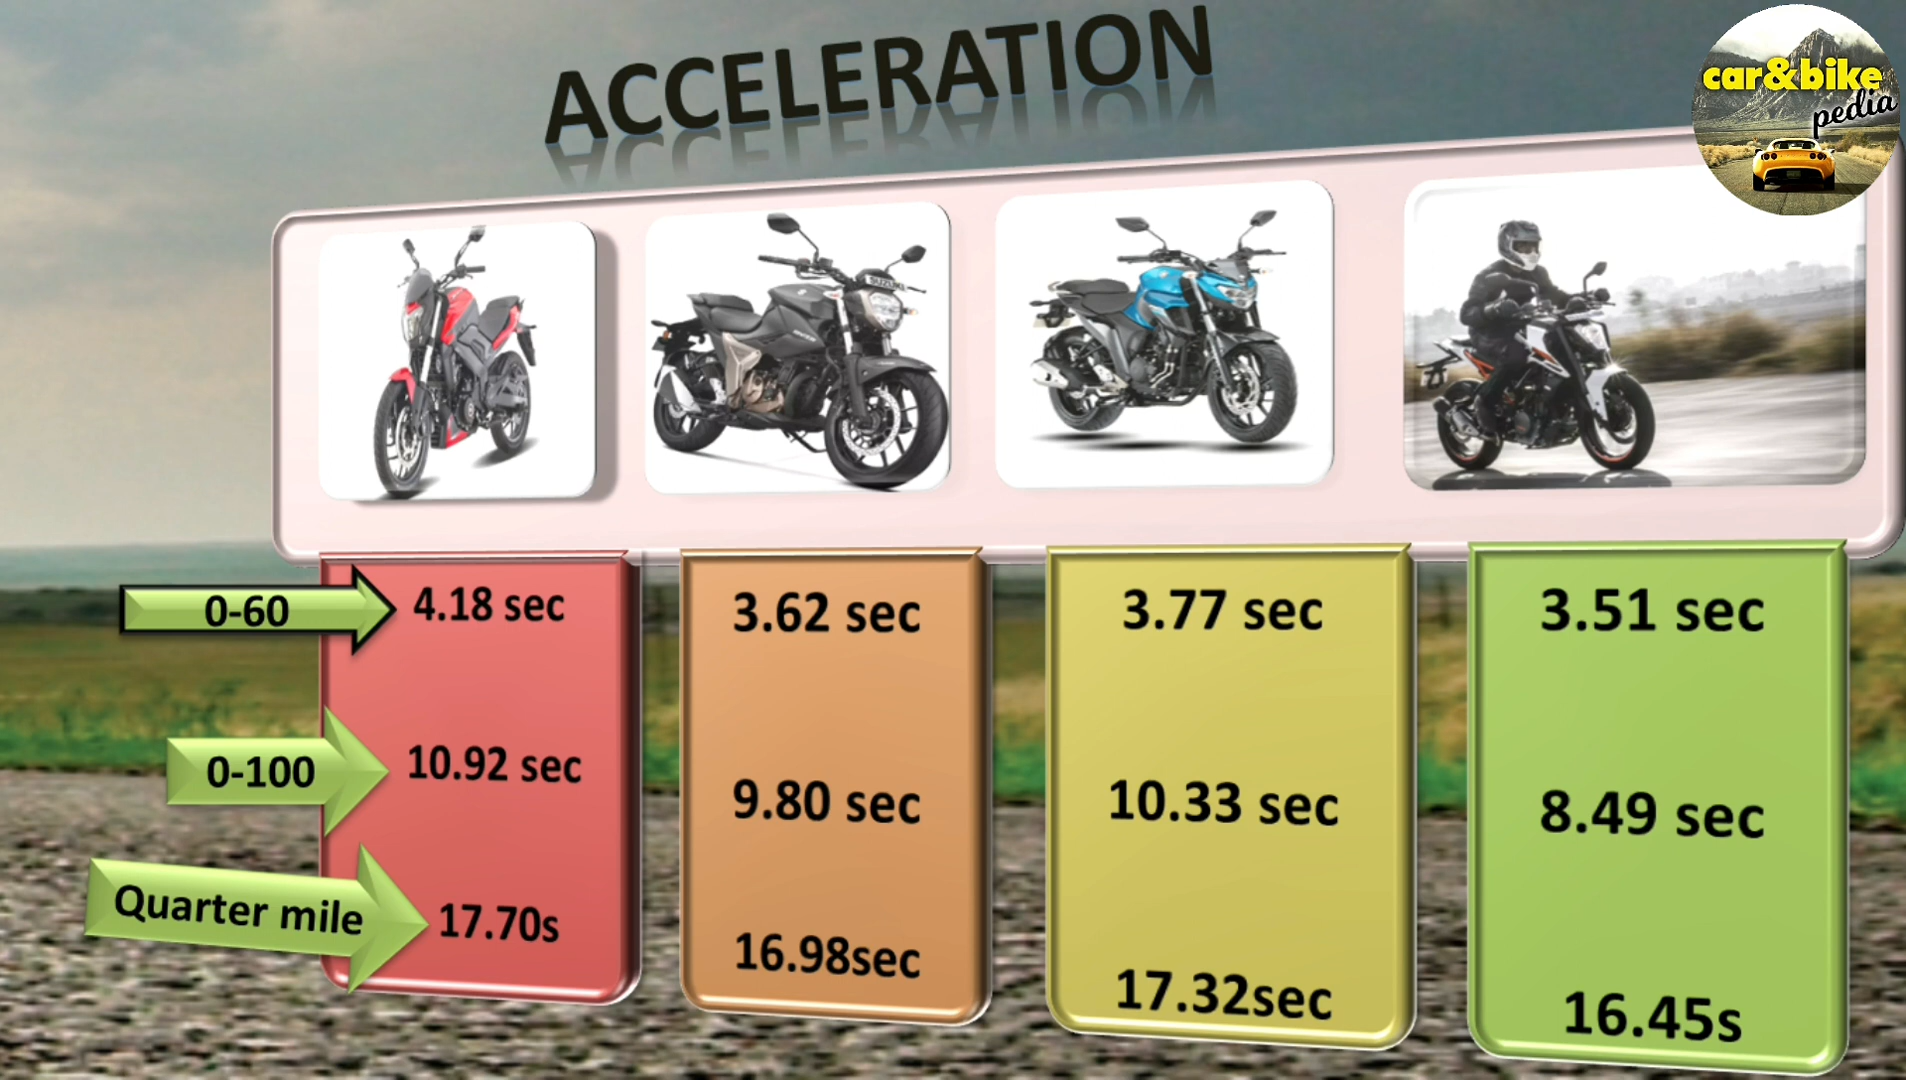 ACCELERATION
car&bike
pedia
SUZUKI
0-60
4.18 sec
3.62 sec
3.77 sec
3.51 sec
0-100
10.92 sec
9.80 sec
10.33 sec
8.49 sec
Quarter mile
17.70s
16.98sec
17.32sec
16.45s